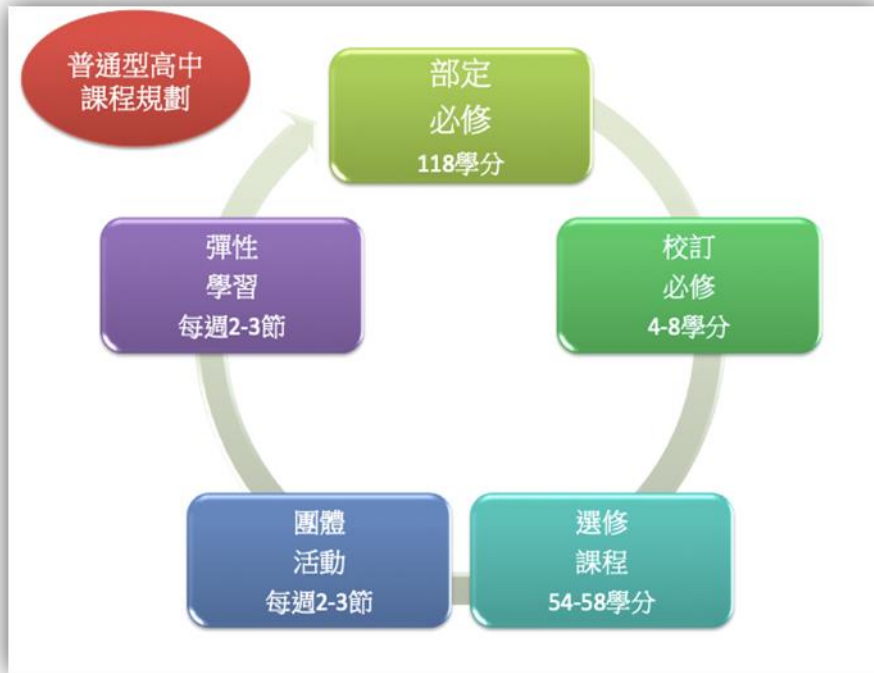 普通型高中
課程規劃
部定
必修
118學分
校訂
必修
4-8學分
選修
課程
54-58學分
團體
活動
每週2-3節
彈性
學習
每週2-3節